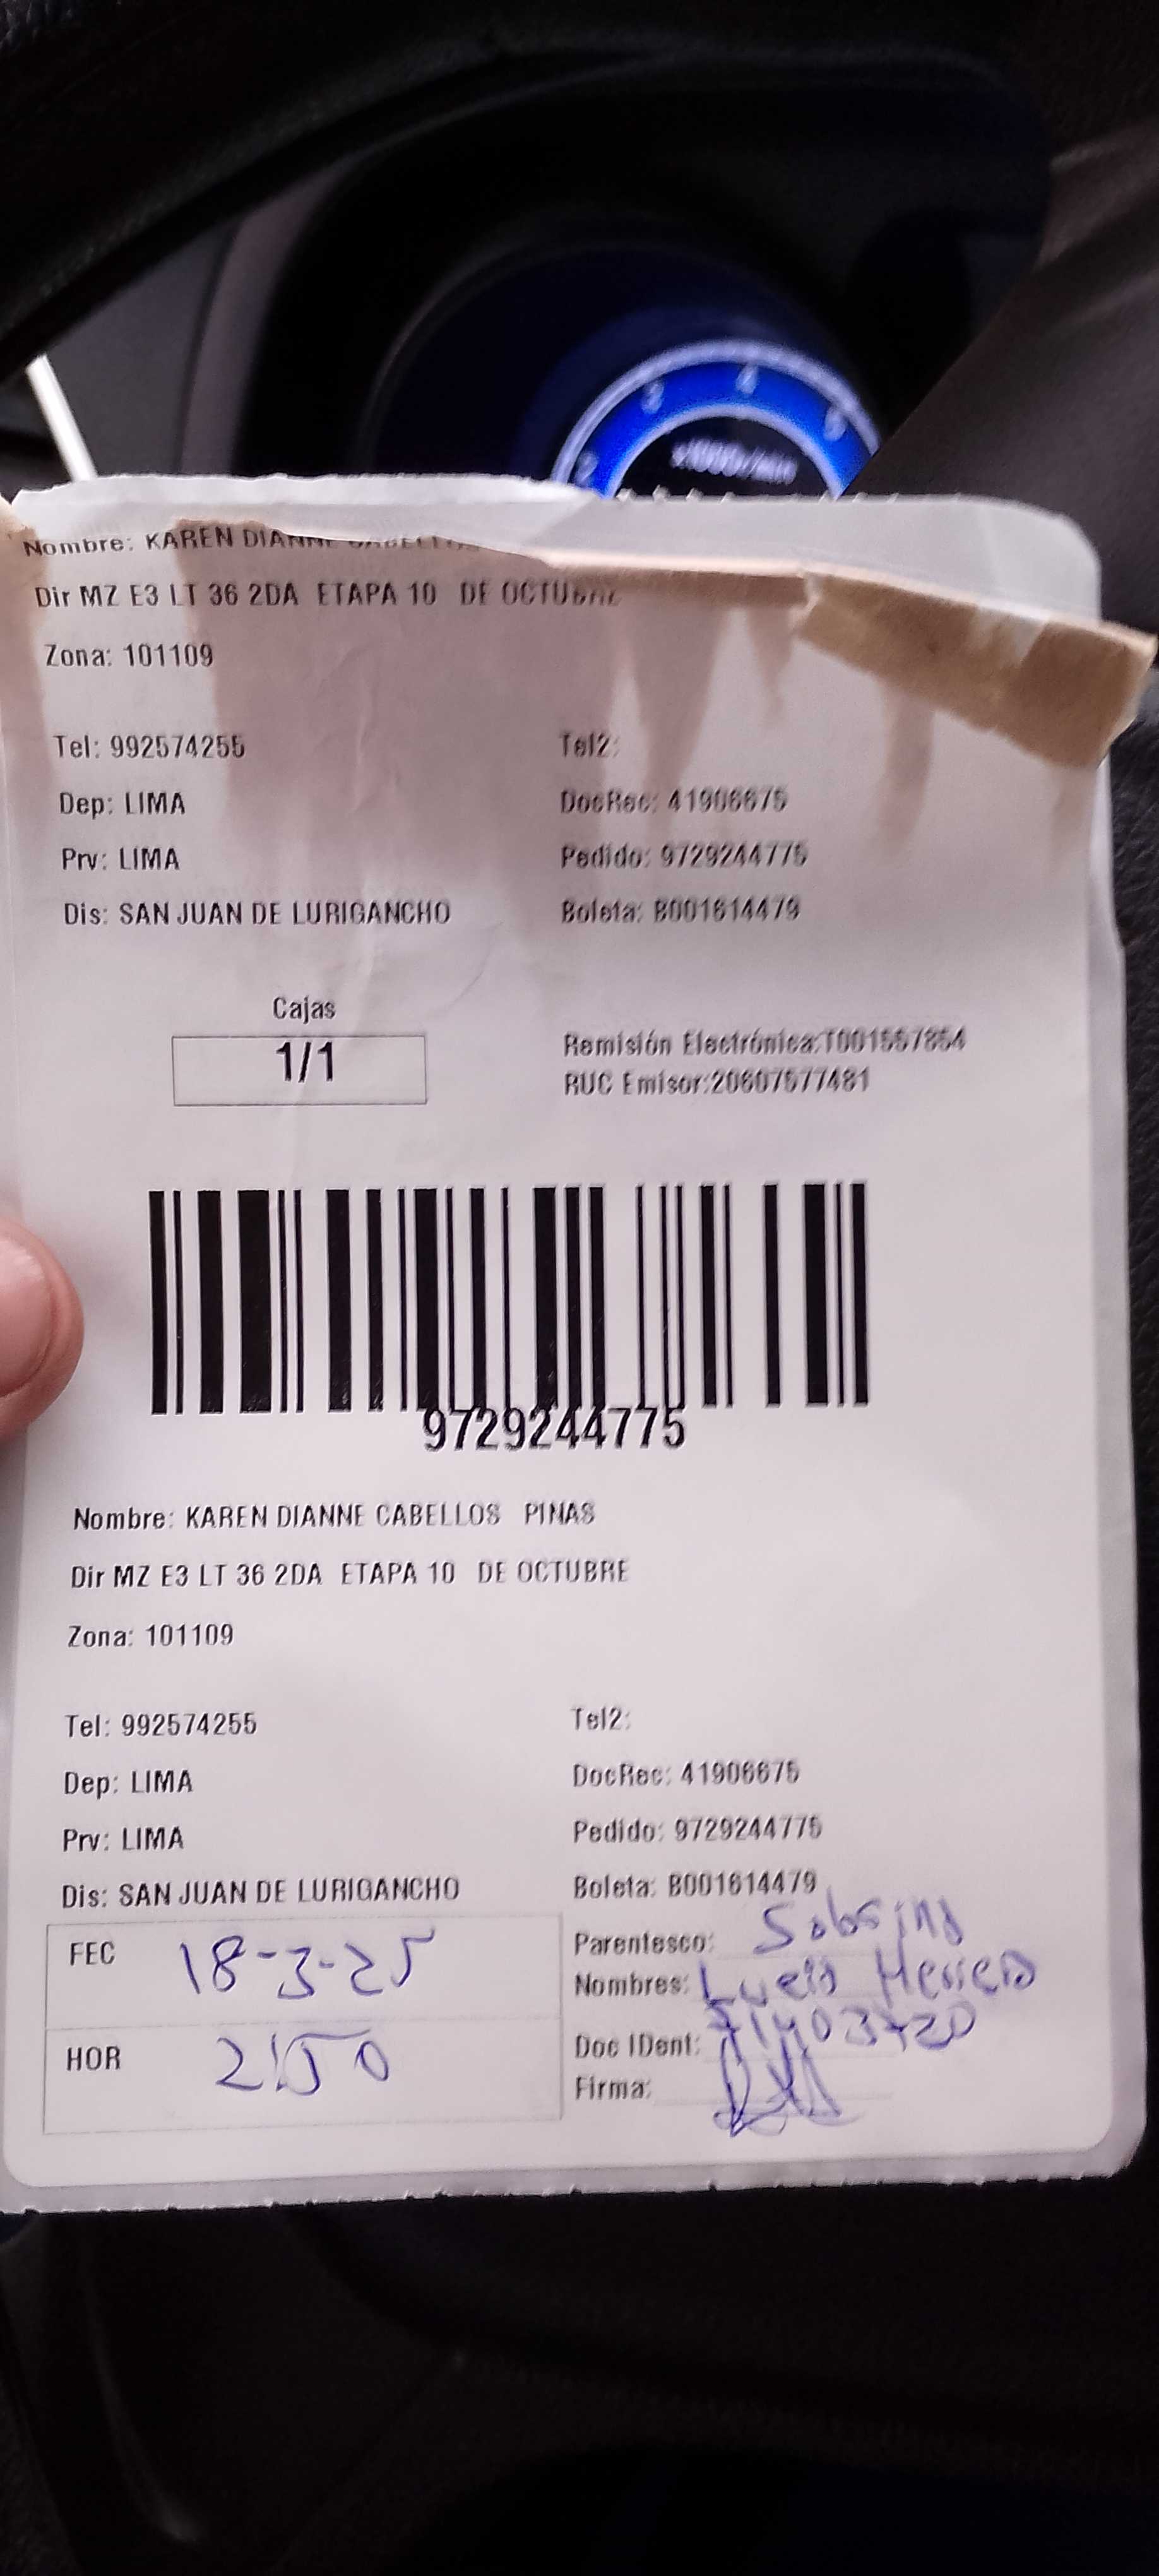 Nombre: KAREN DIANNE CABELLOS
Dir MZ E3 LT 36 2DA ETAPA 10 DE OCTUBRE
Zona: 101109
Tel: 992574255 Tel2:
Dep: LIMA DocRec: 41906675
Prv: LIMA Pedido: 9729244775
Dis: SAN JUAN DE LURIGANCHO Boleta: B001614479
Cajas
1/1
Remisión Electrónica:T001557854
RUC Emisor:20607577481
9729244775
Nombre: KAREN DIANNE CABELLOS PINAS
Dir MZ E3 LT 36 2DA ETAPA 10 DE OCTUBRE
Zona: 101109
Tel: 992574255 Tel2:
Dep: LIMA DocRec: 41906675
Prv: LIMA Pedido: 9729244775
Dis: SAN JUAN DE LURIGANCHO Boleta: B001614479
FEC 18-3-25
Parentesco: Sobrina
Nombres: Lucia Herrera
HOR 2:50
Doc IDent:
Firma: